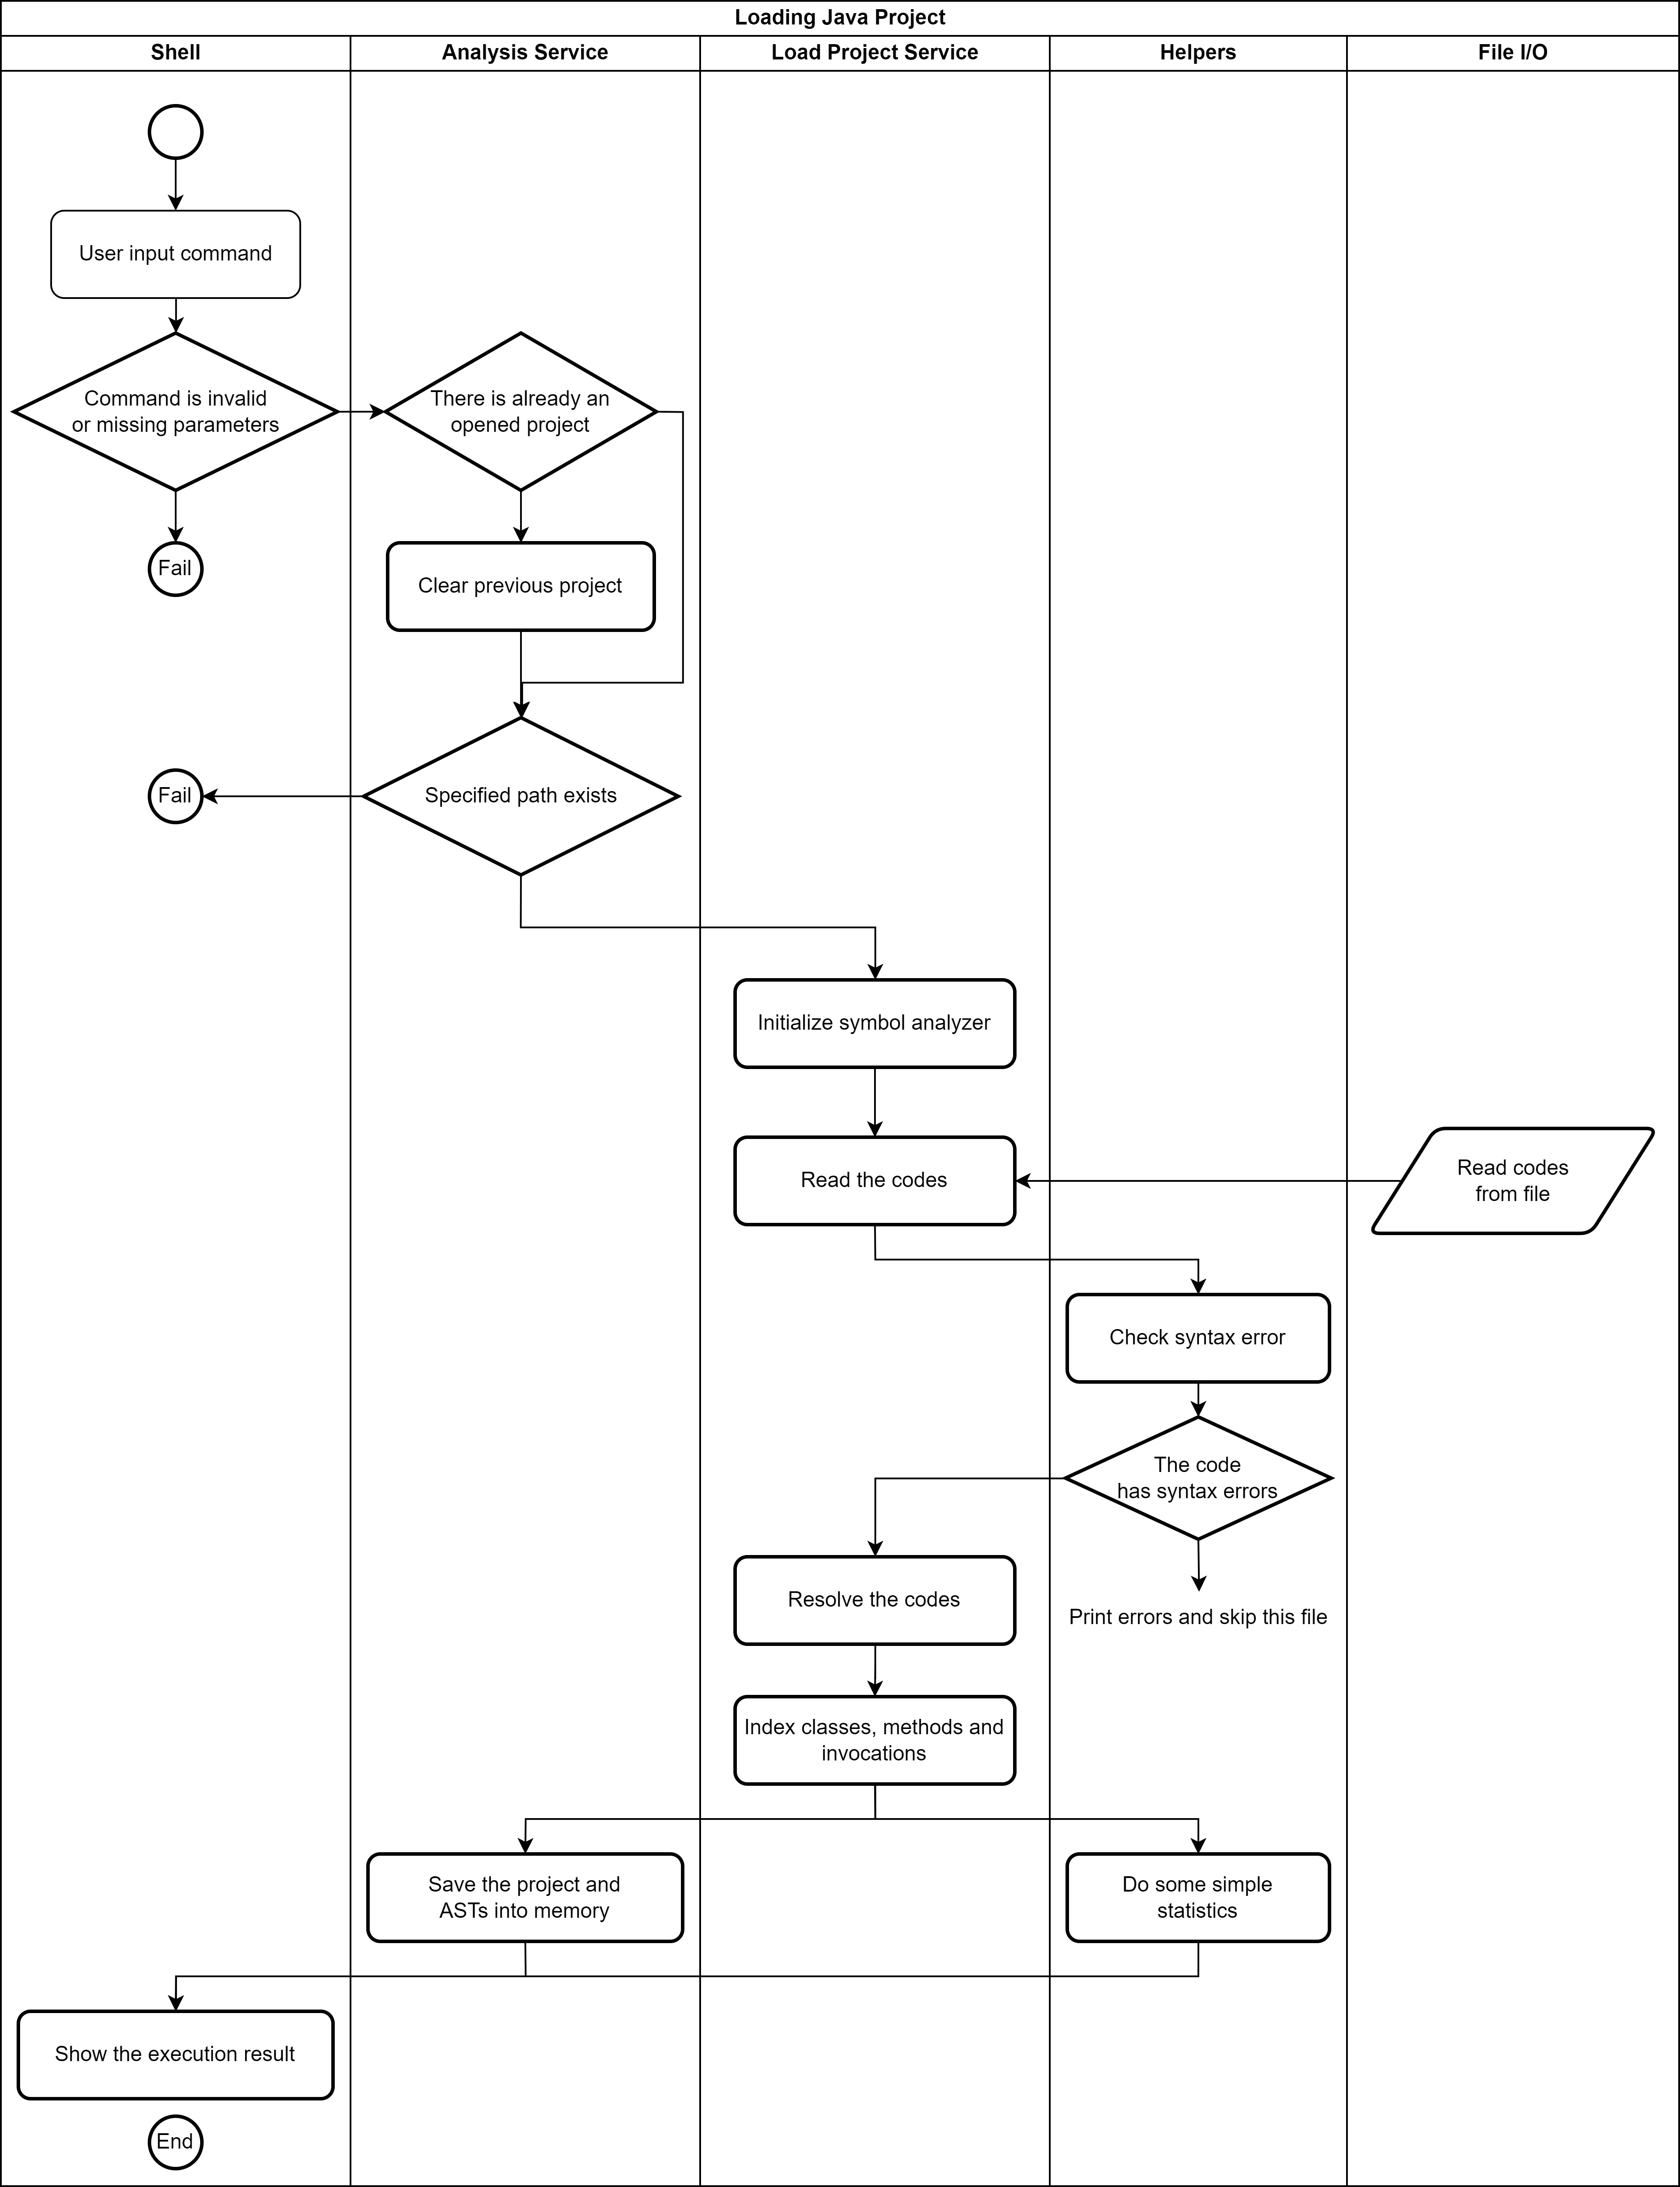 Loading Java Project
Shell
Analysis Service
Load Project Service
Helpers
File I/O
User input command
Command is invalid
or missing parameters
There is already an
opened project
Fail
Clear previous project
Fail
Specified path exists
Initialize symbol analyzer
Read the codes
Read codes
from file
Check syntax error
The code
has syntax errors
Resolve the codes
Print errors and skip this file
Index classes, methods and
invocations
Save the project and
ASTs into memory
Do some simple
statistics
Show the execution result
End